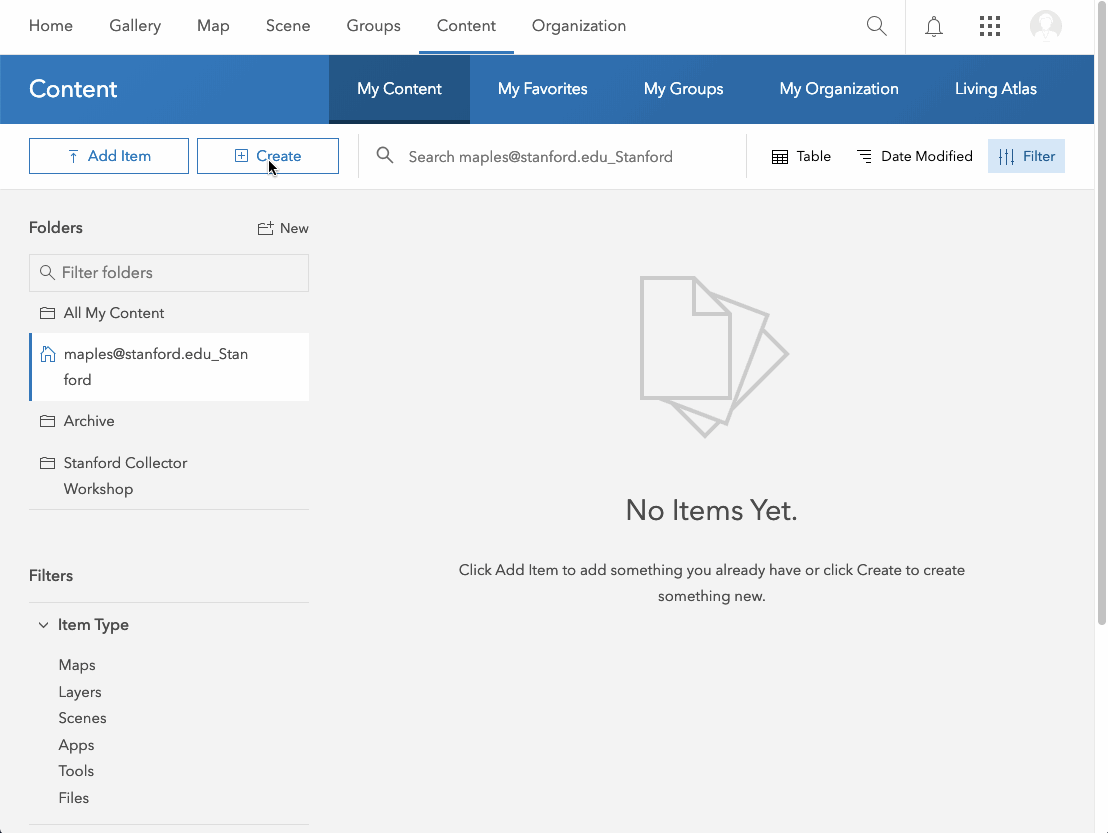 Home Gallery Map Scene Groups Content Organization
Content My Content My Favorites My Groups My Organization Living Atlas
Add Item Create Search maples@stanford.edu_Stanford Table Date Modified Filter
Folders New
Filter folders
All My Content
maples@stanford.edu_Stan
ford
Archive
Stanford Collector
Workshop
No Items Yet.
Click Add Item to add something you already have or click Create to create
something new.
Filters
Item Type
Maps
Layers
Scenes
Apps
Tools
Files